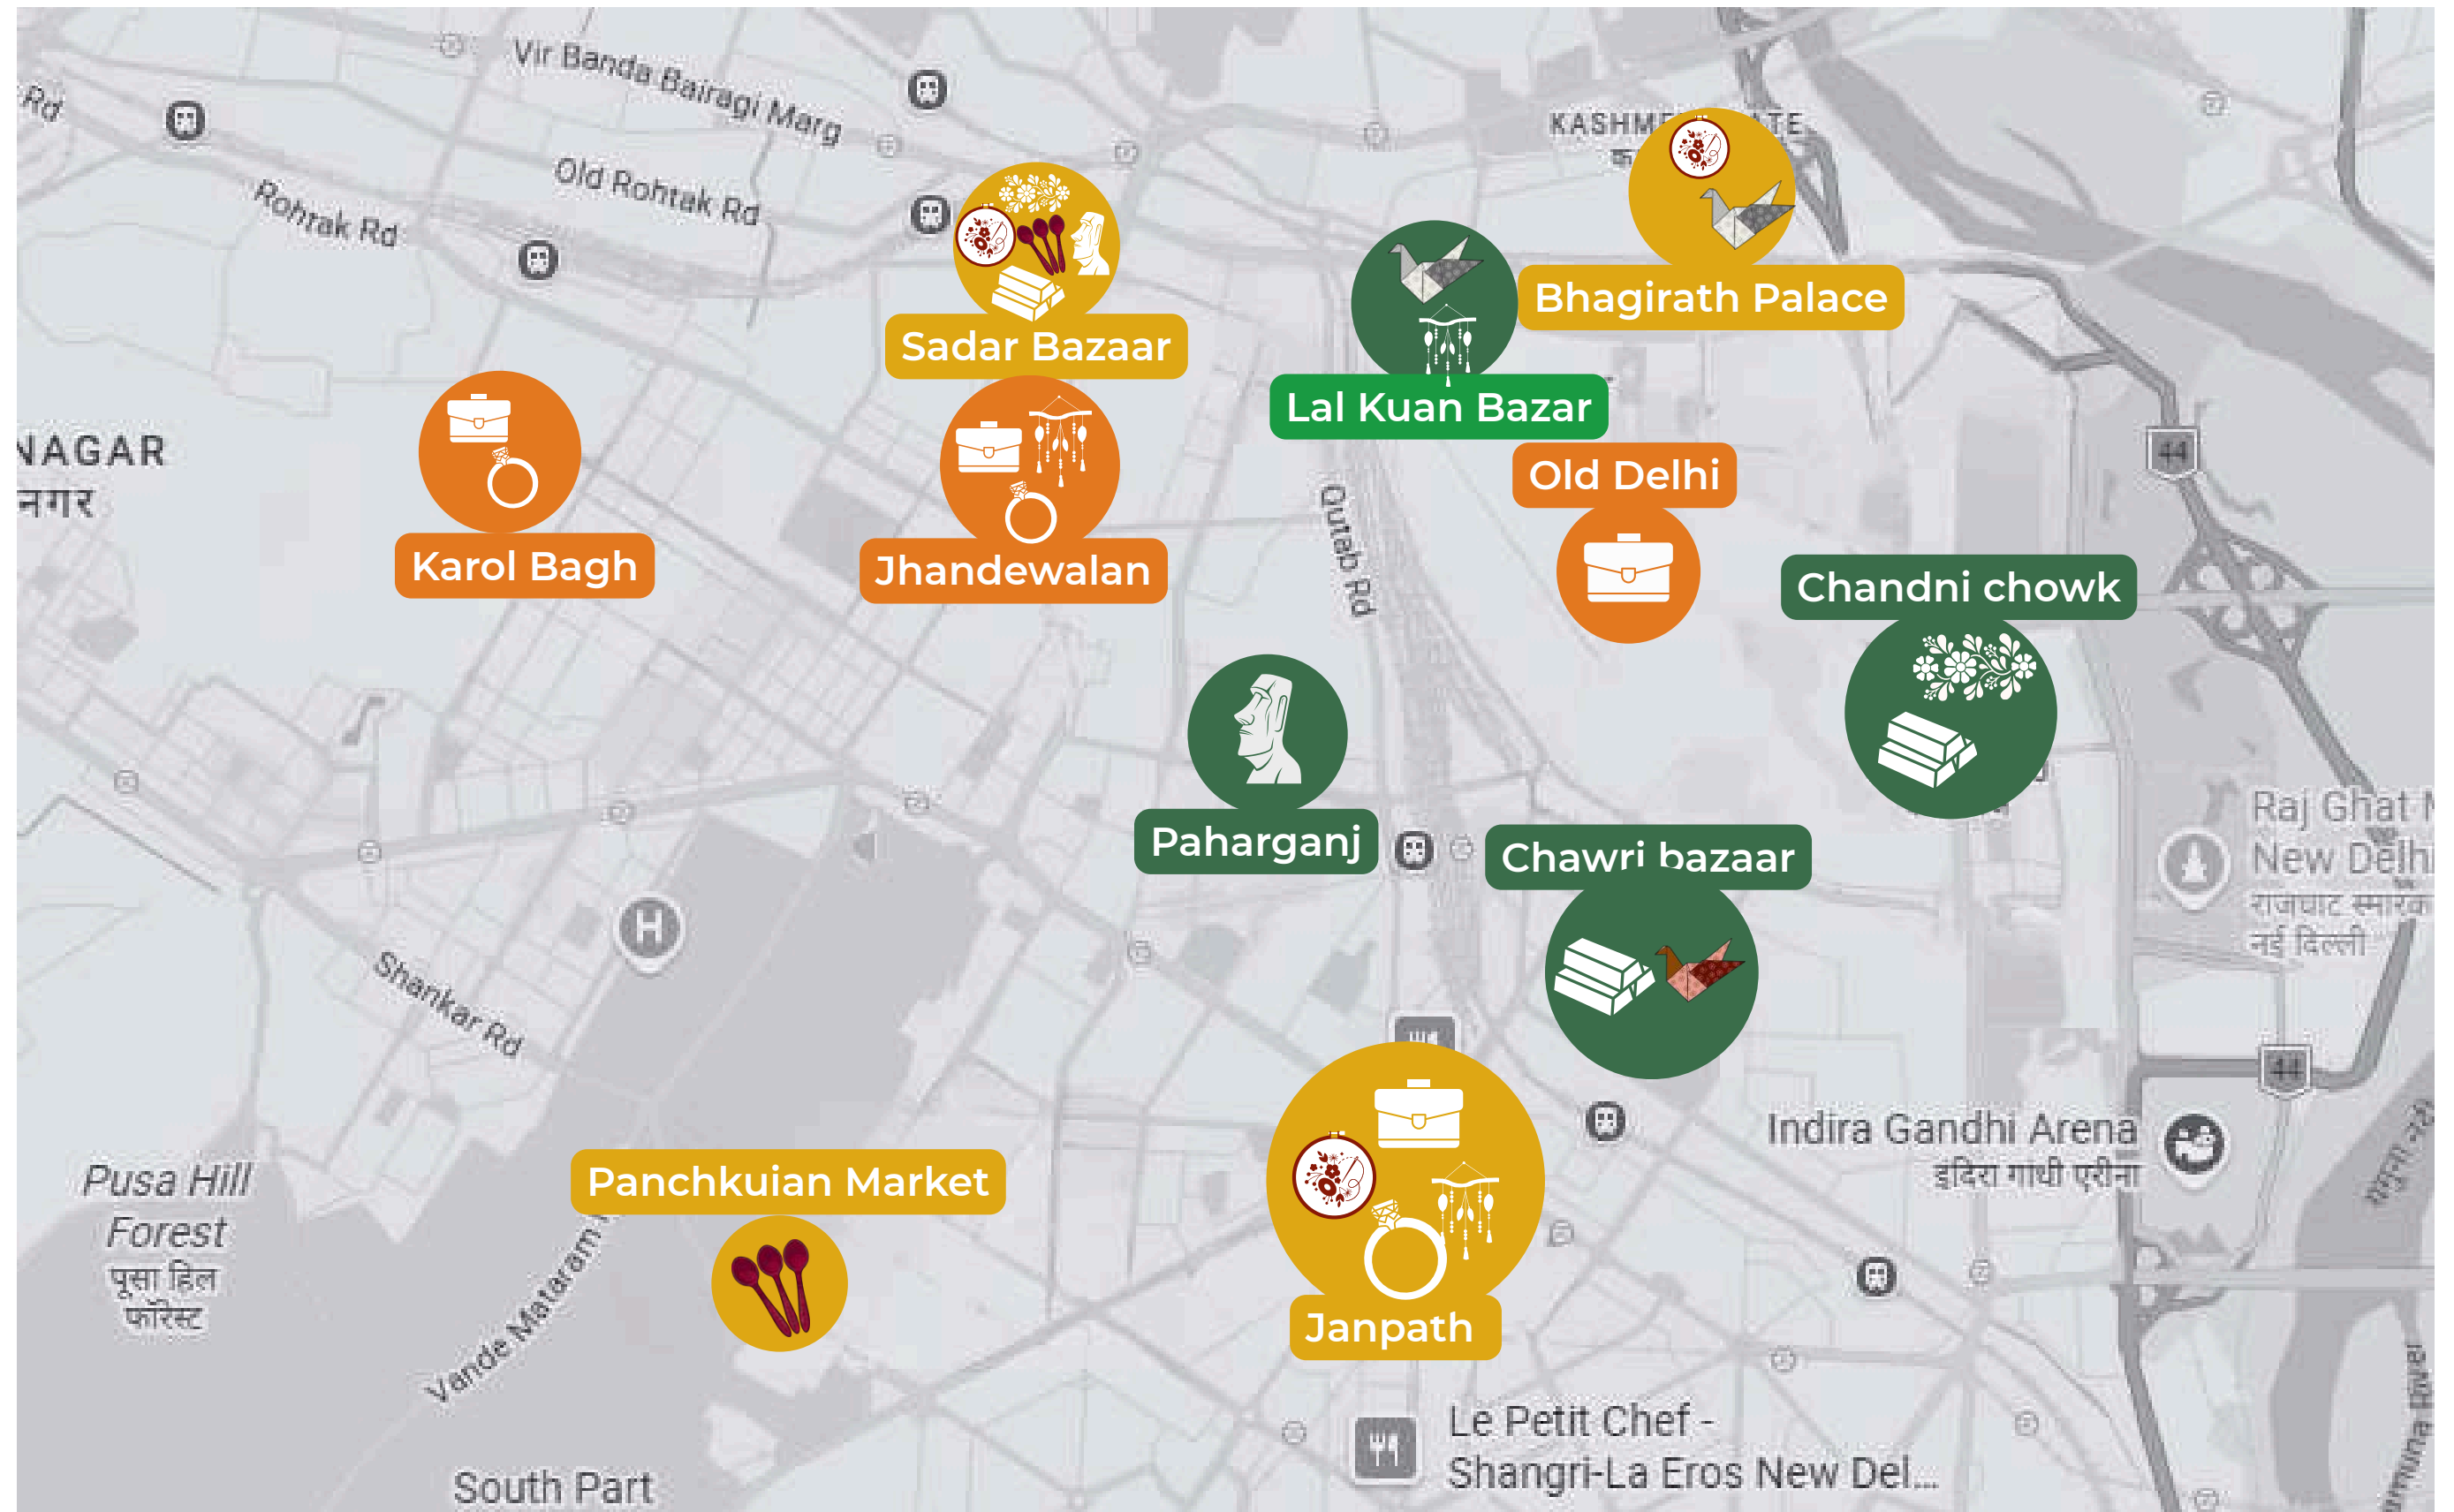 Vir Banda Bairagi Marg
Rd
Old Rohtak Rd
Rohrak Rd
Sadar Bazaar
Bhagirath Palace
Lal Kuan Bazar
NAGAR
नगर
Old Delhi
44
Karol Bagh
Jhandewalan
Qutab Rd
Chandni chowk
Paharganj
Chawri bazaar
Raj Ghat
New Delhi
राजघाट स्मारक
नई दिल्ली
H
Shankar Rd
44
Indira Gandhi Arena
इंदिरा गांधी एरीना
Pusa Hill
Forest
पूसा हिल
फॉरेस्ट
Panchkuian Market
Vande Mataram
Janpath
Le Petit Chef -
Shangri-La Eros New Del...
South Part